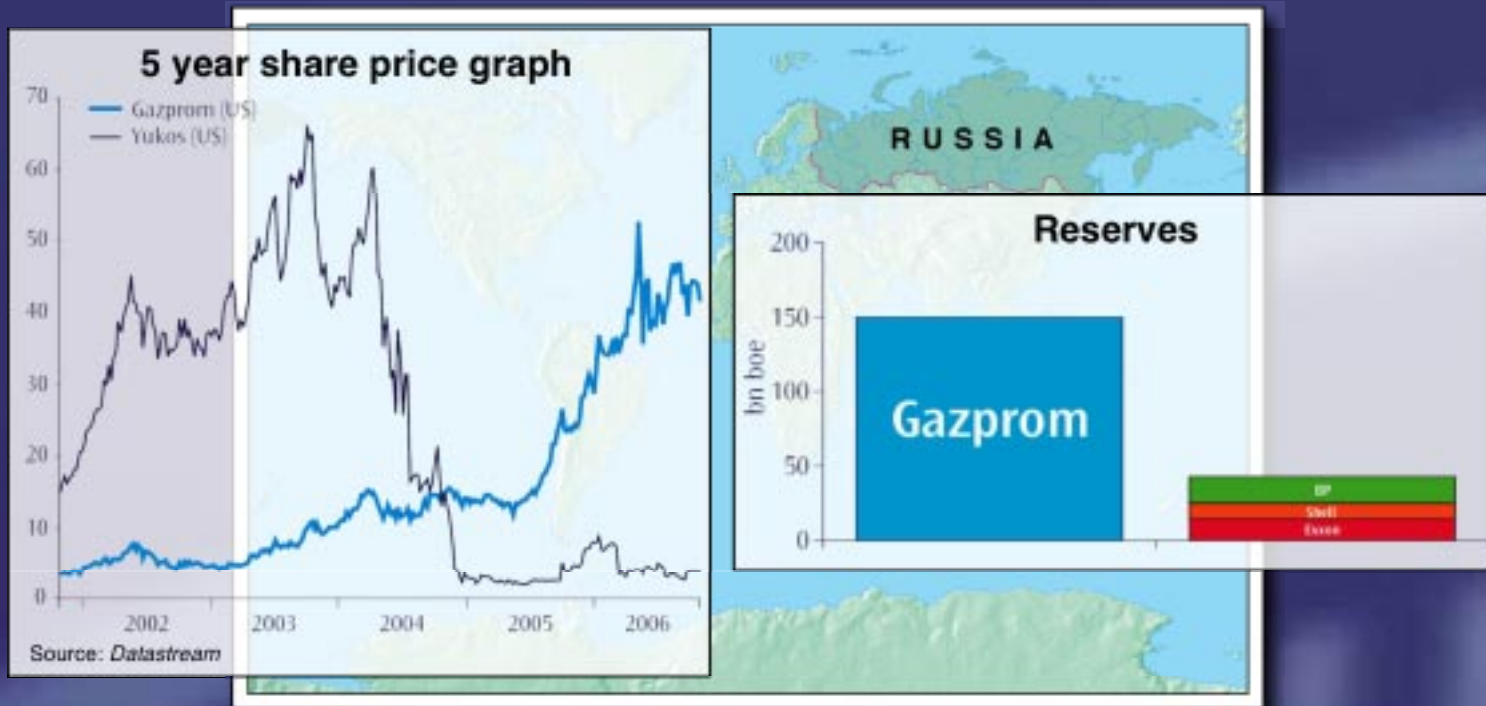 5 year share price graph
Gazprom (US)
Yukos (US)
70
60
50
40
30
20
10
0
2002 2003 2004 2005 2006
Source: Datastream
RUSSIA
Reserves
bn boe
200
150
100
50
0
Gazprom
BP
Shell
Exxon